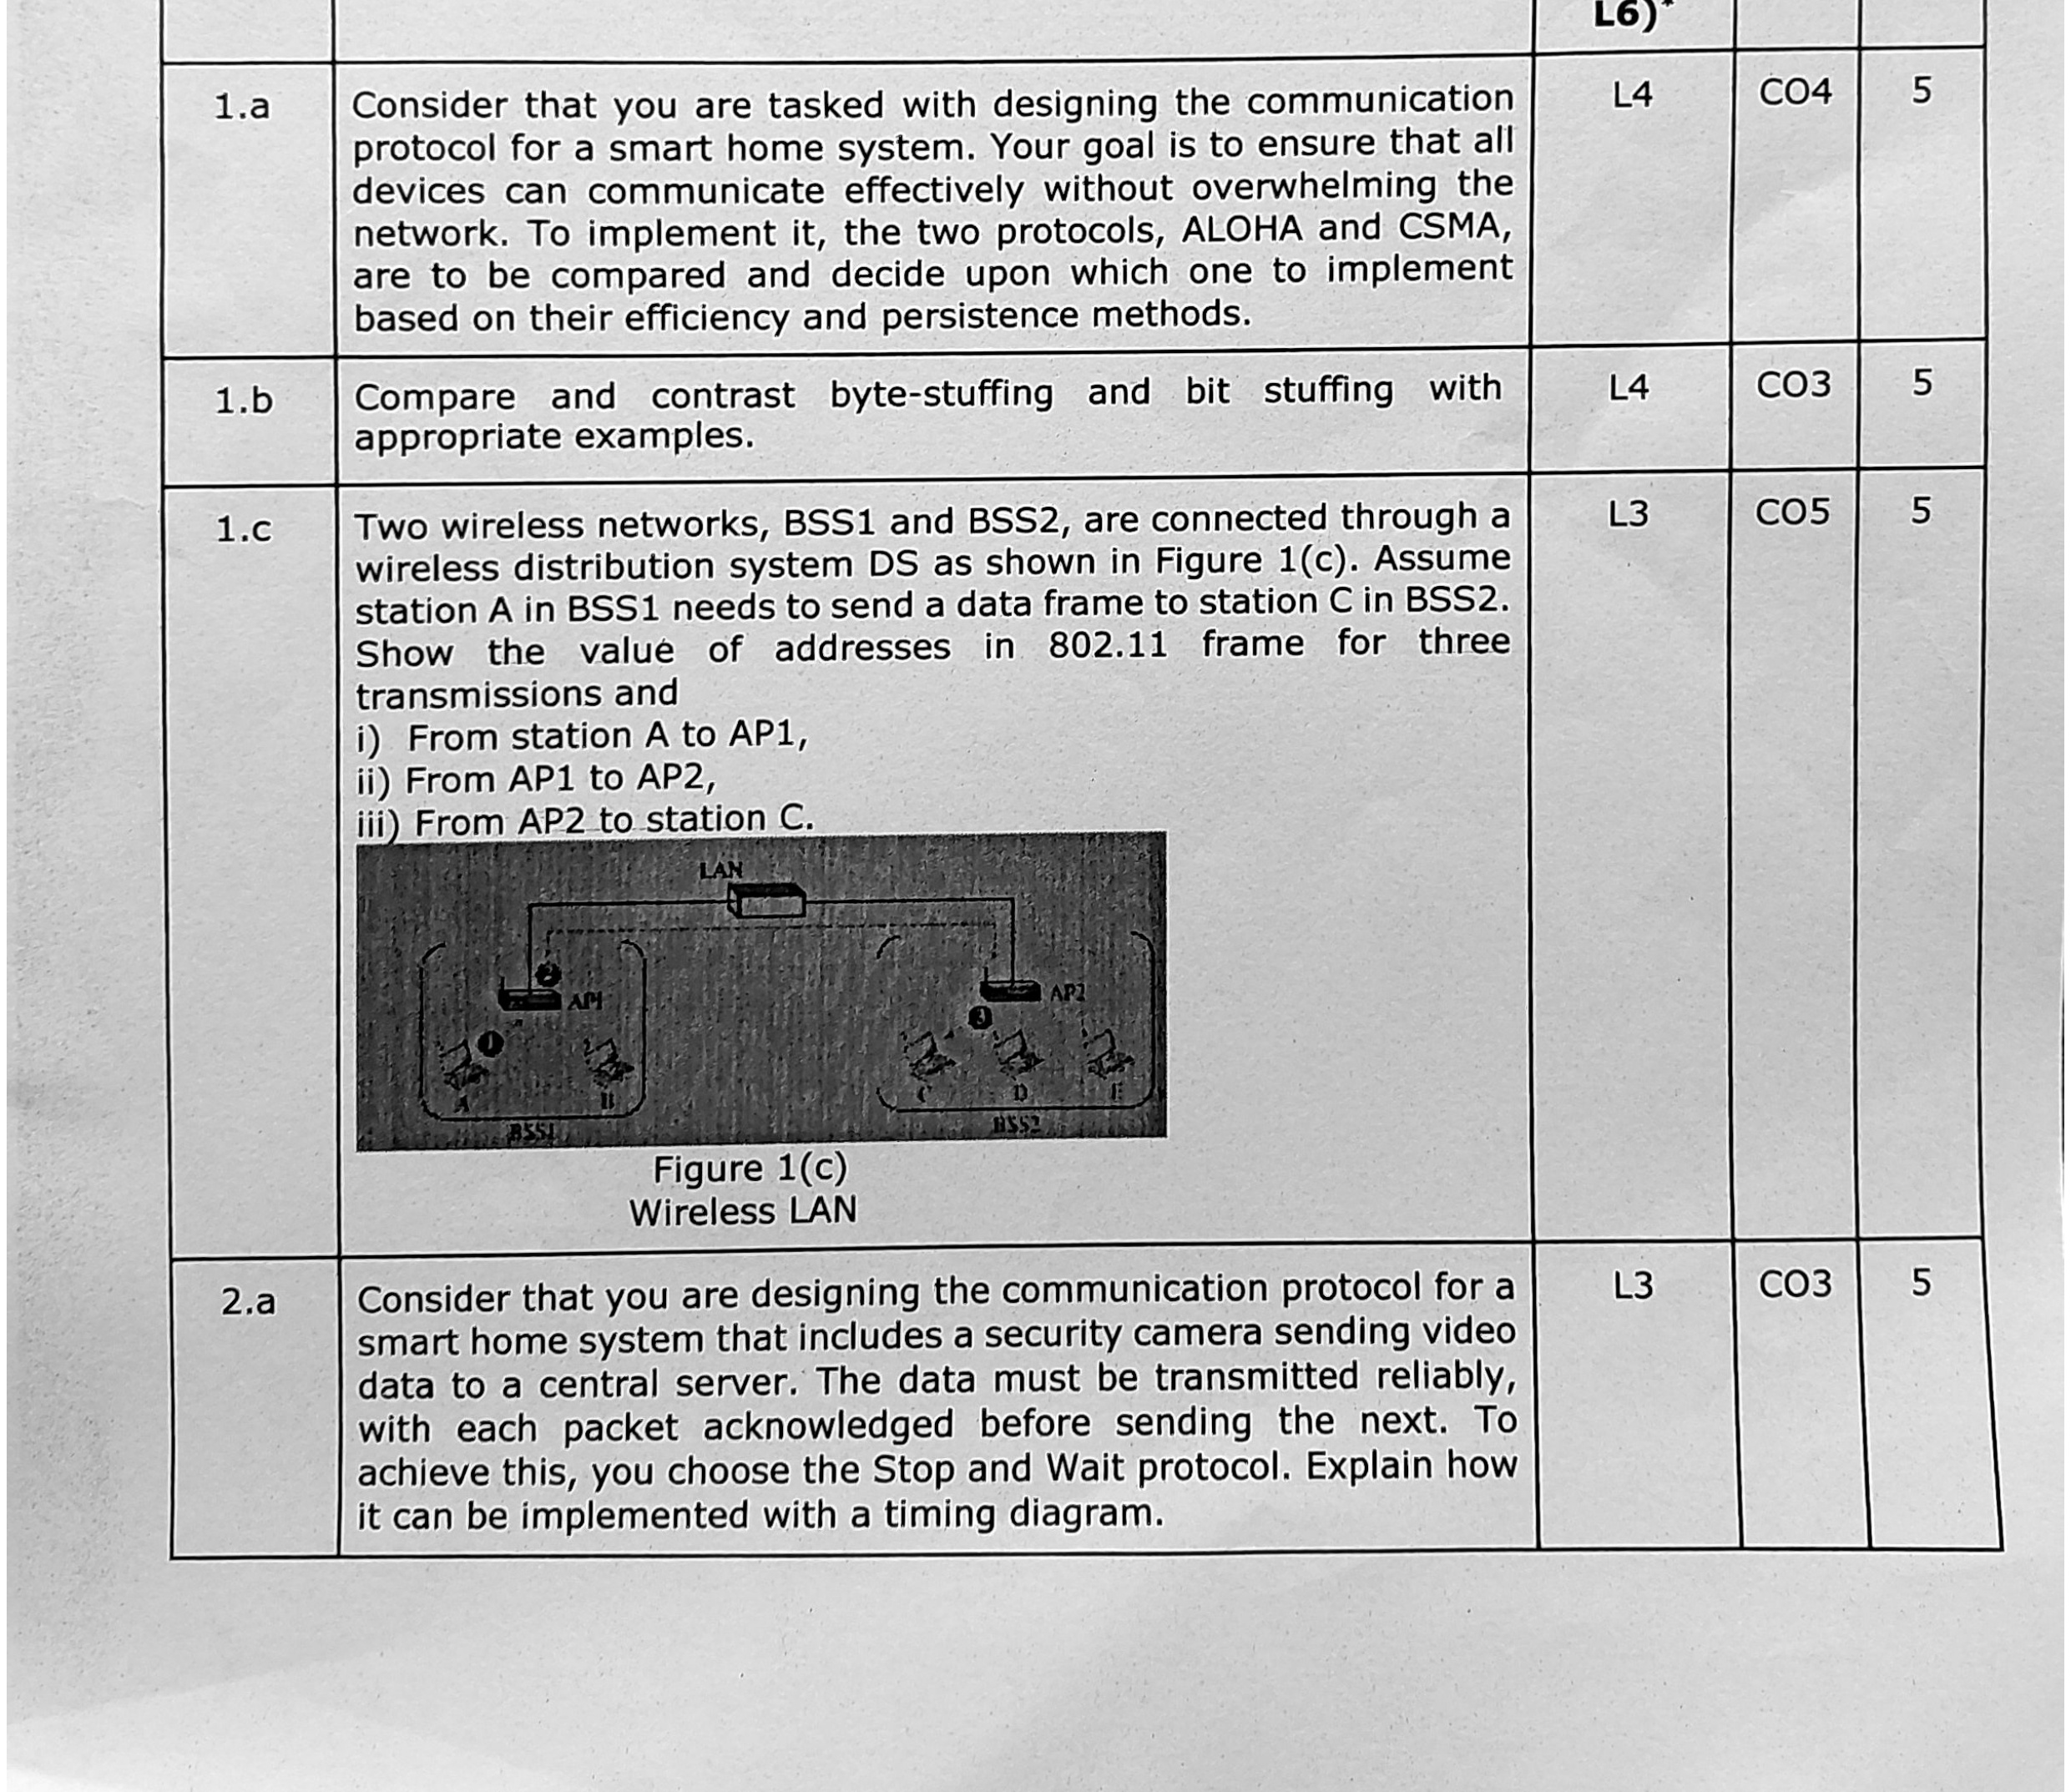 L6)*
1.a
Consider that you are tasked with designing the communication
protocol for a smart home system. Your goal is to ensure that all
devices can communicate effectively without overwhelming the
network. To implement it, the two protocols, ALOHA and CSMA,
are to be compared and decide upon which one to implement
based on their efficiency and persistence methods.
L4
CO4
5
1.b
Compare and contrast byte-stuffing and bit stuffing with
appropriate examples.
L4
CO3
5
1.c
Two wireless networks, BSS1 and BSS2, are connected through a
wireless distribution system DS as shown in Figure 1(c). Assume
station A in BSS1 needs to send a data frame to station C in BSS2.
Show the value of addresses in 802.11 frame for three
transmissions and
i) From station A to AP1,
ii) From AP1 to AP2,
iii) From AP2 to station C.
L3
CO5
5
LAN
2
AP1
AP2
3
1
A
B
C
D
E
BSS1
BSS2
Figure 1(c)
Wireless LAN
2.a
Consider that you are designing the communication protocol for a
smart home system that includes a security camera sending video
data to a central server. The data must be transmitted reliably,
with each packet acknowledged before sending the next. To
achieve this, you choose the Stop and Wait protocol. Explain how
it can be implemented with a timing diagram.
L3
CO3
5